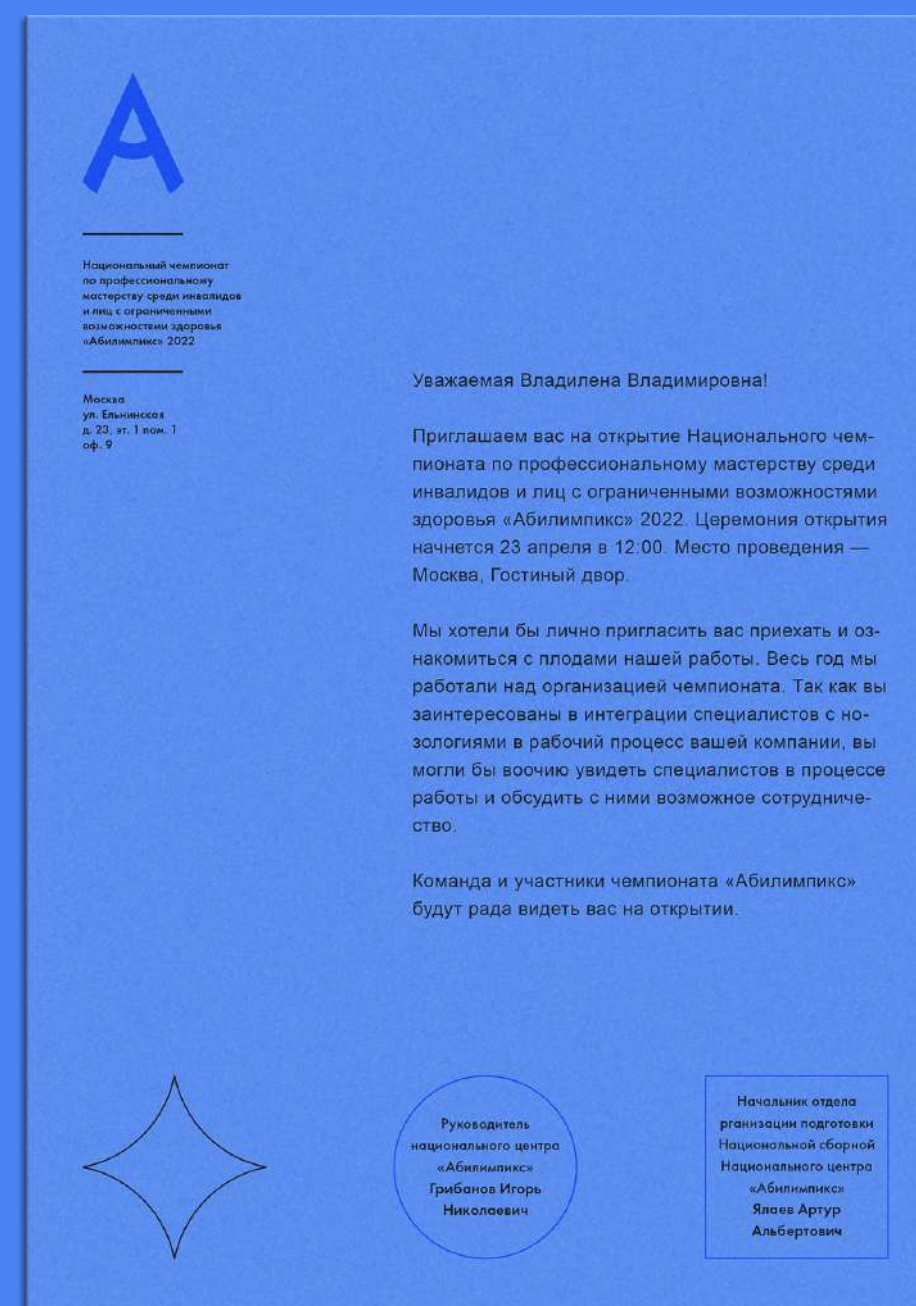 А
Национальный чемпионат
по профессиональному
мастерству среди инвалидов
и лиц с ограниченными
возможностями здоровья
«Абилимпикс» 2022
Москва
ул. Ельнинская
д. 23, эт. 1 пом. 1
оф. 9
Уважаемая Владилена Владимировна!
Приглашаем вас на открытие Национального чем-
пионата по профессиональному мастерству среди
инвалидов и лиц с ограниченными возможностями
здоровья «Абилимпикс» 2022. Церемония открытия
начнется 23 апреля в 12:00. Место проведения —
Москва, Гостиный двор.
Мы хотели бы лично пригласить вас приехать и оз-
накомиться с плодами нашей работы. Весь год мы
работали над организацией чемпионата. Так как вы
заинтересованы в интеграции специалистов с но-
зологиями в рабочий процесс вашей компании, вы
могли бы воочию увидеть специалистов в процессе
работы и обсудить с ними возможное сотрудниче-
ство.
Команда и участники чемпионата «Абилимпикс»
будут рада видеть вас на открытии.
Руководитель
национального центра
«Абилимпикс»
Грибанов Игорь
Николаевич
Начальник отдела
рганизации подготовки
Национальной сборной
Национального центра
«Абилимпикс»
Ялаев Артур
Альбертович